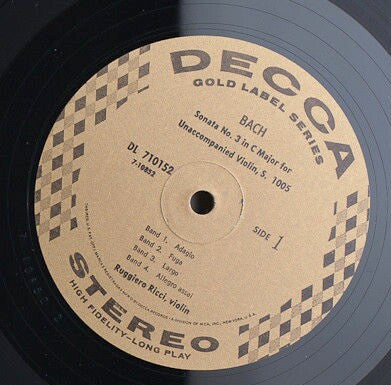 DECCA
GOLD LABEL SERIES
BACH
Sonata No. 3 in C Major for
Unaccompanied Violin, S. 1005
DL 710152
7-10852
SIDE 1
Band 1. Adagio
Band 2. Fuga
Band 3. Largo
Band 4. Allegro assai
Ruggiero Ricci, violin
STEREO
HIGH FIDELITY-LONG PLAY